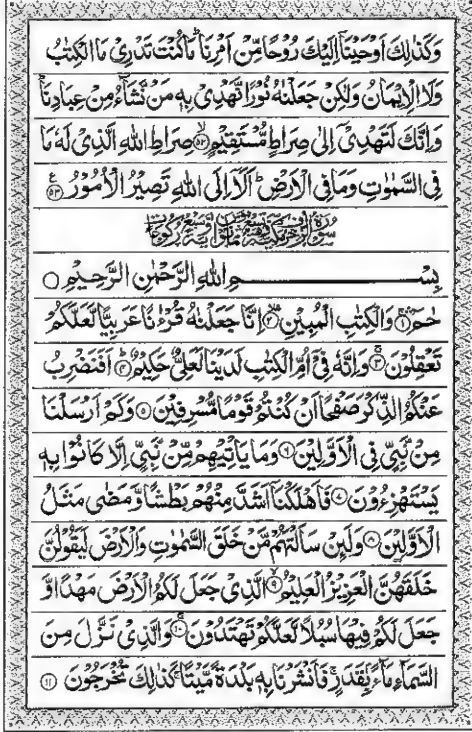 وَكَذٰلِكَ اَوْحَيْنَاۤ اِلَيْكَ رُوْحًا مِّنْ اَمْرِنَا ؕ مَا كُنْتَ تَدْرِىْ مَا الْكِتٰبُ
وَلَا الْاِيْمَانُ وَلٰكِنْ جَعَلْنٰهُ نُوْرًا نَّهْدِىْ بِهٖ مَنْ نَّشَآءُ مِنْ عِبَادِنَا ؕ
وَاِنَّكَ لَتَهْدِىْۤ اِلٰى صِرَاطٍ مُّسْتَقِيْمٍ ۙ‏﴿۵۲﴾ صِرَاطِ اللّٰهِ الَّذِىْ لَهٗ مَا
فِى السَّمٰوٰتِ وَمَا فِى الْاَرْضِ ؕ اَلَاۤ اِلَى اللّٰهِ تَصِيْرُ الْاُمُوْرُ ﴿۵۳﴾ ع
بِسْمِ اللّٰهِ الرَّحْمٰنِ الرَّحِيْمِ
حٰمٓ ﴿۱﴾ وَالْكِتٰبِ الْمُبِيْنِ ﴿۲﴾ اِنَّا جَعَلْنٰهُ قُرْءٰنًا عَرَبِيًّا لَّعَلَّكُمْ
تَعْقِلُوْنَ ﴿۳﴾ وَاِنَّهٗ فِىْۤ اُمِّ الْكِتٰبِ لَدَيْنَا لَعَلِىٌّ حَكِيْمٌ ؕ‏﴿۴﴾ اَفَنَضْرِبُ
عَنْكُمُ الذِّكْرَ صَفْحًا اَنْ كُنْتُمْ قَوْمًا مُّسْرِفِيْنَ ﴿۵﴾ وَكَمْ اَرْسَلْنَا
مِنْ نَّبِىٍّ فِى الْاَوَّلِيْنَ ﴿۶﴾ وَمَا يَاْتِيْهِمْ مِّنْ نَّبِىٍّ اِلَّا كَانُوْا بِهٖ
يَسْتَهْزِءُوْنَ ﴿۷﴾ فَاَهْلَكْنَاۤ اَشَدَّ مِنْهُمْ بَطْشًا وَّمَضٰى مَثَلُ
الْاَوَّلِيْنَ ﴿۸﴾ وَلَئِنْ سَاَلْتَهُمْ مَّنْ خَلَقَ السَّمٰوٰتِ وَالْاَرْضَ لَيَقُوْلُنَّ
خَلَقَهُنَّ الْعَزِيْزُ الْعَلِيْمُ ۙ‏﴿۹﴾ الَّذِىْ جَعَلَ لَكُمُ الْاَرْضَ مَهْدًا وَّ
جَعَلَ لَكُمْ فِيْهَا سُبُلًا لَّعَلَّكُمْ تَهْتَدُوْنَ ﴿۱۰﴾ وَالَّذِىْ نَزَّلَ مِنَ
السَّمَآءِ مَآءًۢ بِقَدَرٍ ۚ فَاَنْشَرْنَا بِهٖ بَلْدَةً مَّيْتًا ۚ كَذٰلِكَ تُخْرَجُوْنَ ﴿۱۱﴾